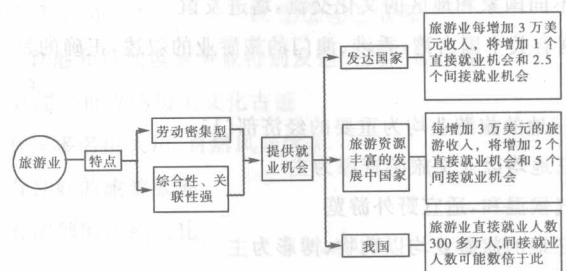 旅游业
特点
劳动密集型
综合性、关
联性强
提供就
业机会
发达国家
旅游业每增加3万美
元收入，将增加1个
直接就业机会和2.5
个间接就业机会
旅游资源
丰富的发
展中国家
每增加3万美元的旅
游收入，将增加2个
直接就业机会和5个
间接就业机会
我国
旅游业直接就业人数
300多万人,间接就业
人数可能数倍于此